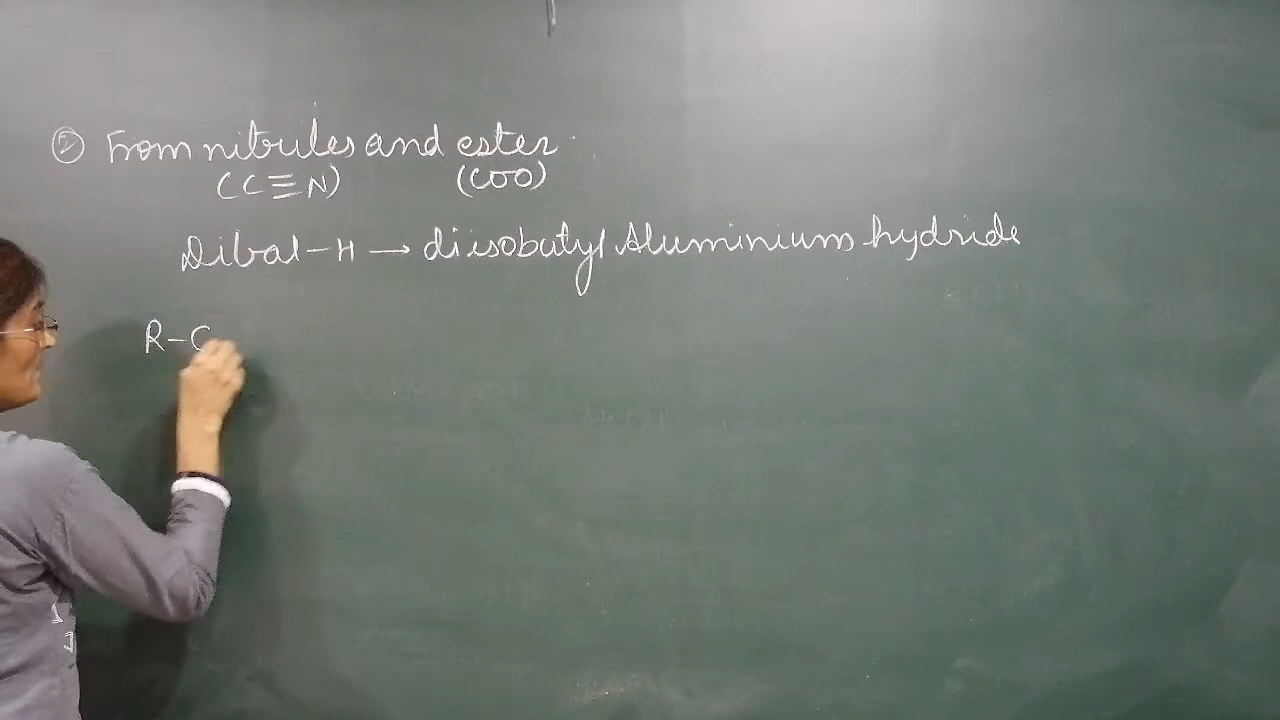 ② From nitriles and ester
(C≡N) (COO)
Dibal-H → diisobutyl Aluminium hydride
R-C